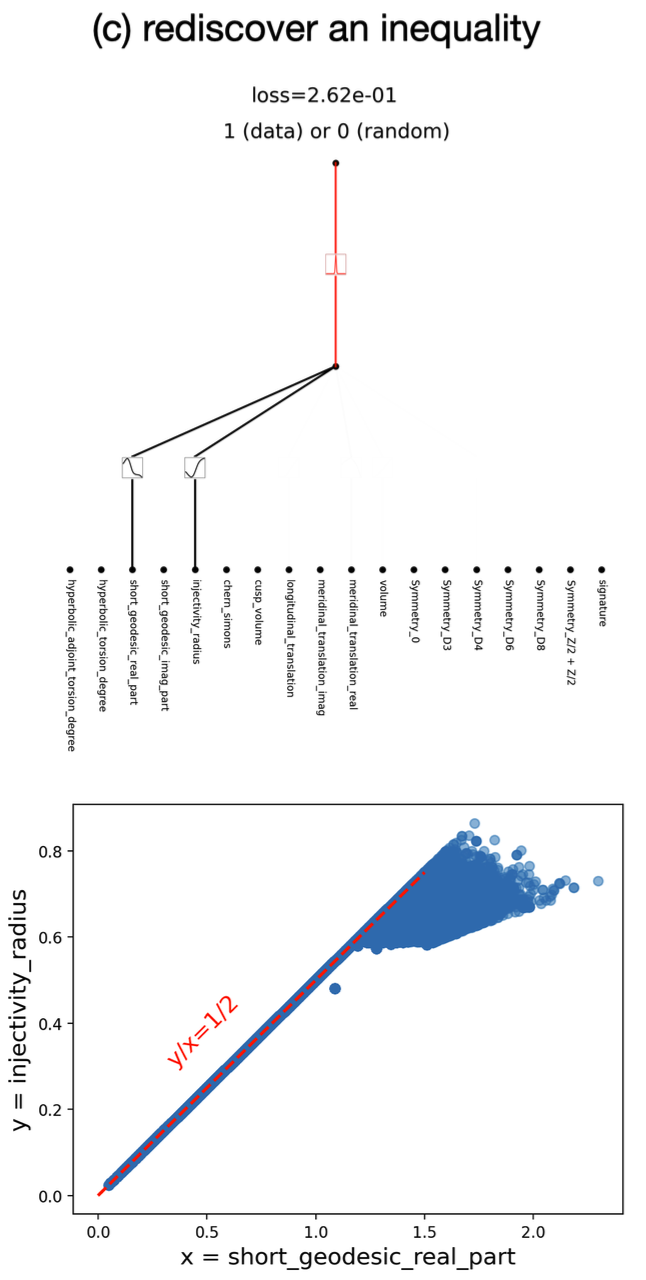 (c) rediscover an inequality
loss=2.62e-01
1 (data) or 0 (random)
hyperbolic_adjoint_torsion_degree
hyperbolic_torsion_degree
short_geodesic_real_part
short_geodesic_imag_part
injectivity_radius
chern_simons
cusp_volume
longitudinal_translation
meridinal_translation_imag
meridinal_translation_real
volume
Symmetry_0
Symmetry_D3
Symmetry_D4
Symmetry_D6
Symmetry_D8
Symmetry_Z/2 + Z/2
signature
y = injectivity_radius
0.8
0.6
0.4
0.2
0.0
y/x=1/2
0.0 0.5 1.0 1.5 2.0
x = short_geodesic_real_part